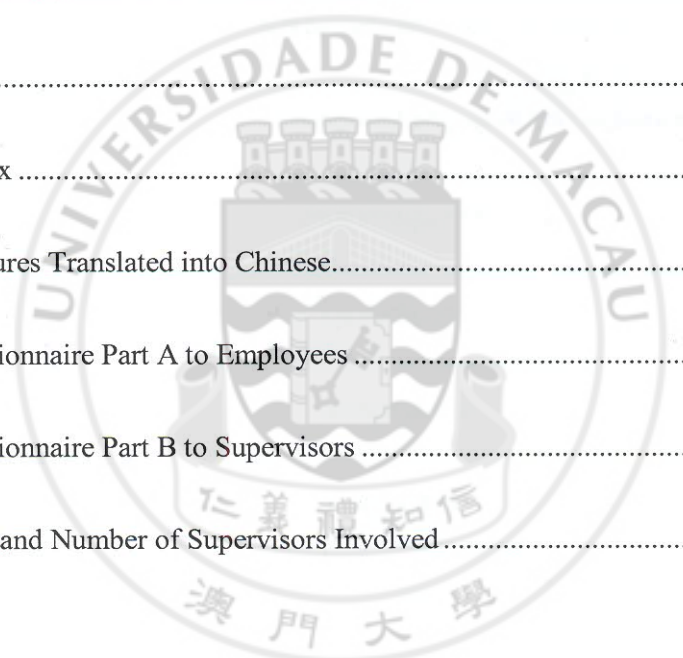 ................................................................
x ................................................................
ures Translated into Chinese................................................
ionnaire Part A to Employees ................................................
ionnaire Part B to Supervisors ................................................
and Number of Supervisors Involved ....................................
UNIVERSIDADE DE MACAU
仁義禮知信
澳門大學